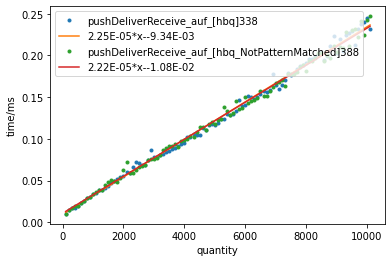 pushDeliverReceive_auf_[hbq]338
2.25E-05*x--9.34E-03
pushDeliverReceive_auf_[hbq_NotPatternMatched]388
2.22E-05*x--1.08E-02
time/ms
0.25
0.20
0.15
0.10
0.05
0.00
0 2000 4000 6000 8000 10000
quantity